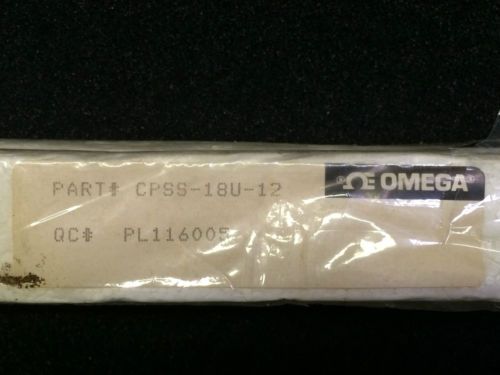 PART# CPSS-18U-12
ΩE OMEGA®
QC# PL116005